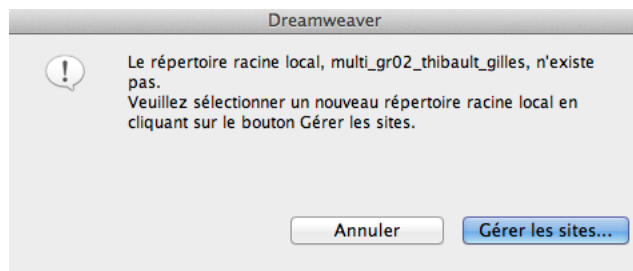 Dreamweaver
Le répertoire racine local, multi_gr02_thibault_gilles, n'existe
pas.
Veuillez sélectionner un nouveau répertoire racine local en
cliquant sur le bouton Gérer les sites.
Annuler
Gérer les sites...